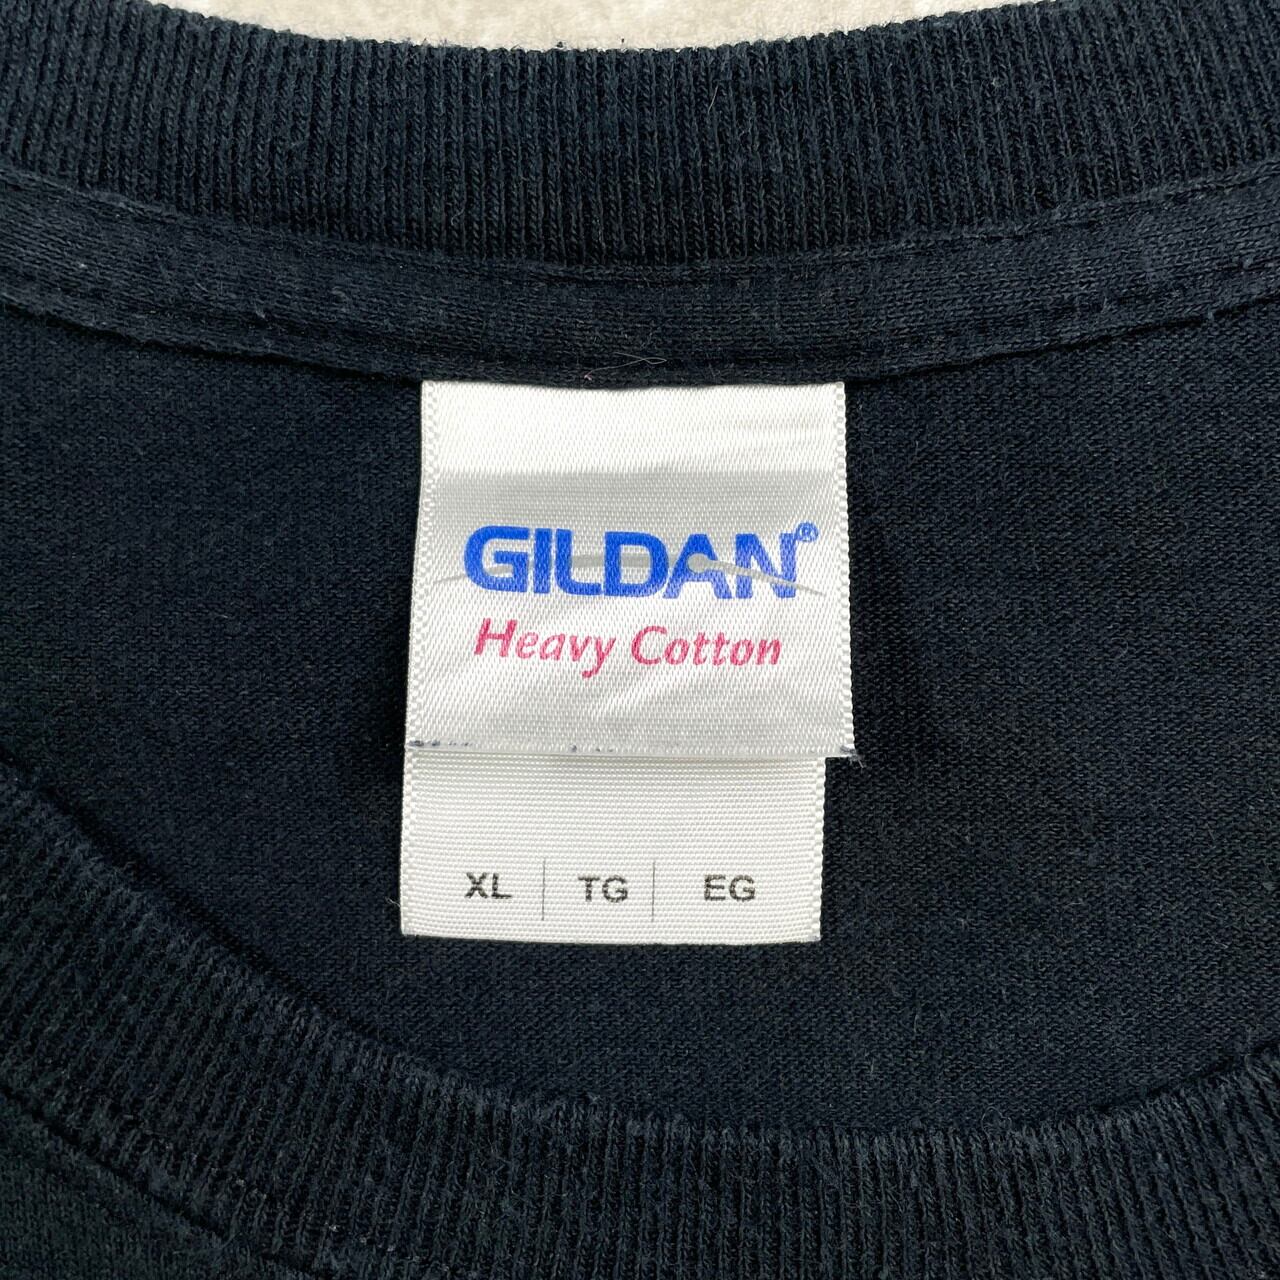 GILDAN®
Heavy Cotton
XL | TG | EG